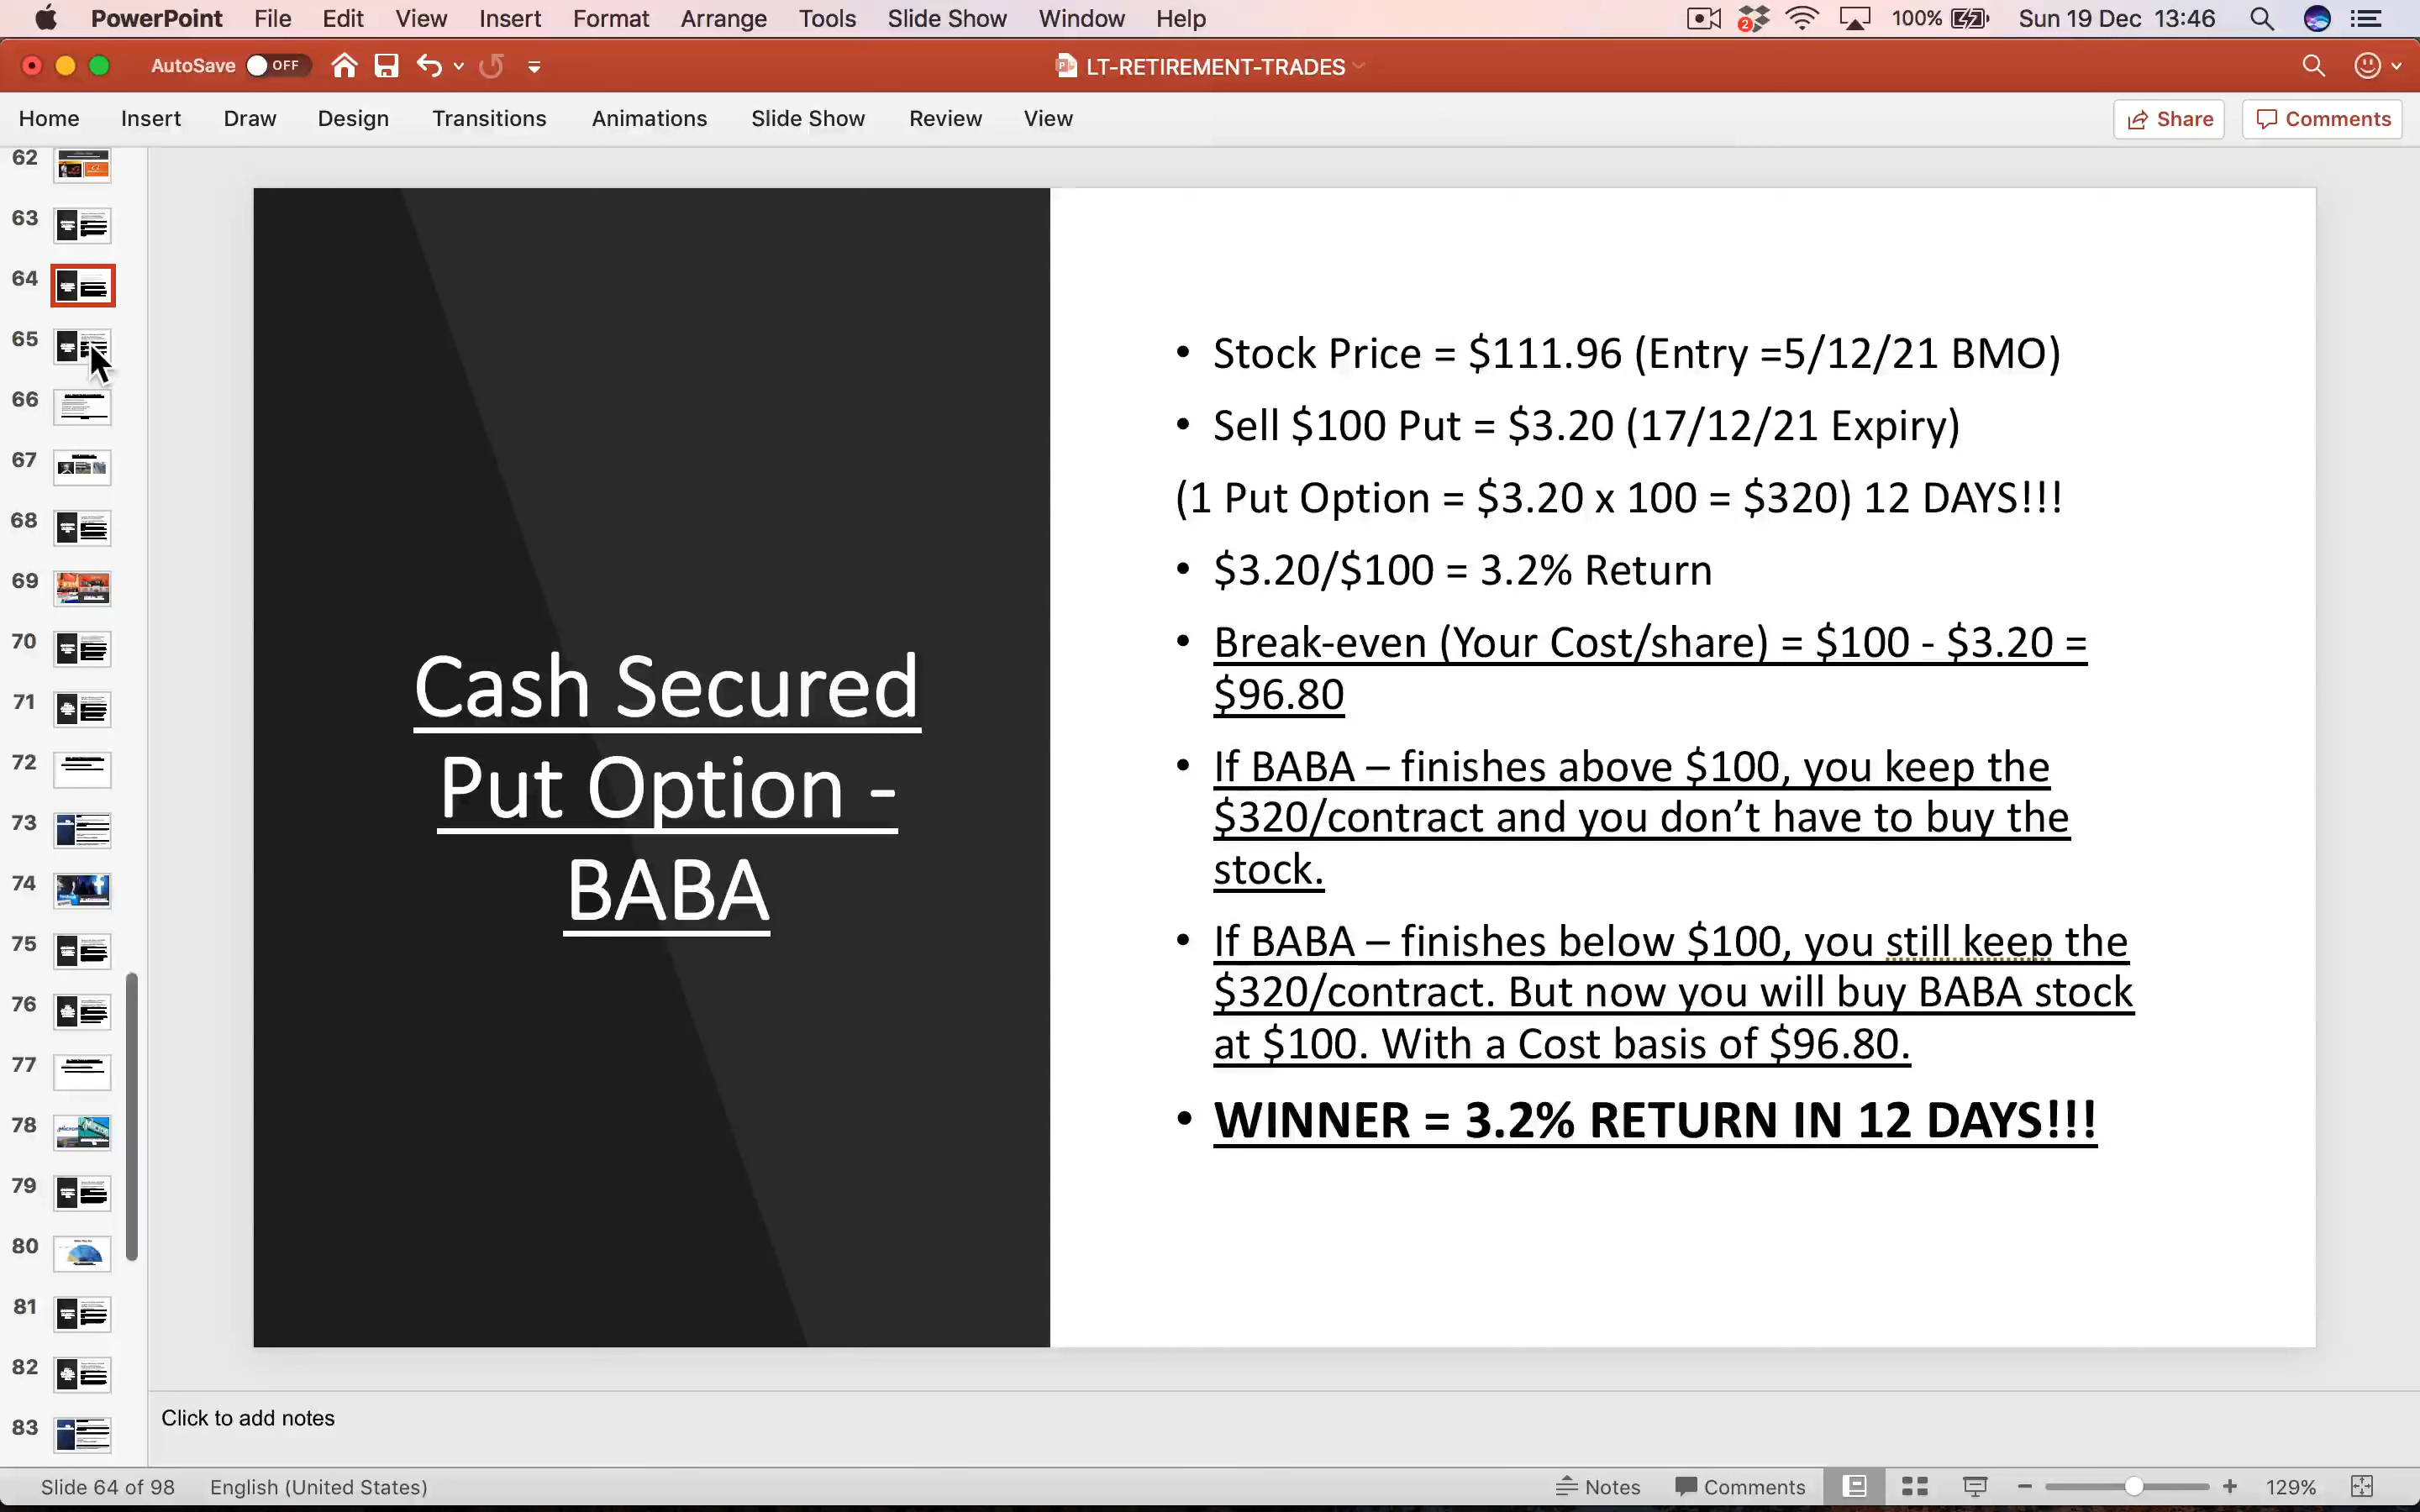 PowerPoint File Edit View Insert Format Arrange Tools Slide Show Window Help 2 100% Sun 19 Dec 13:46
AutoSave OFF LT-RETIREMENT-TRADES
Home Insert Draw Design Transitions Animations Slide Show Review View Share Comments
62
63
64
65
66
67
68
69
70
71
72
73
74
75
76
77
78
79
80
81
82
83
Cash Secured
Put Option -
BABA
• Stock Price = $111.96 (Entry =5/12/21 BMO)
• Sell $100 Put = $3.20 (17/12/21 Expiry)
(1 Put Option = $3.20 x 100 = $320) 12 DAYS!!!
• $3.20/$100 = 3.2% Return
• Break-even (Your Cost/share) = $100 - $3.20 =
$96.80
• If BABA – finishes above $100, you keep the
$320/contract and you don’t have to buy the
stock.
• If BABA – finishes below $100, you still keep the
$320/contract. But now you will buy BABA stock
at $100. With a Cost basis of $96.80.
• WINNER = 3.2% RETURN IN 12 DAYS!!!
Click to add notes
Slide 64 of 98 English (United States) Notes Comments 129%